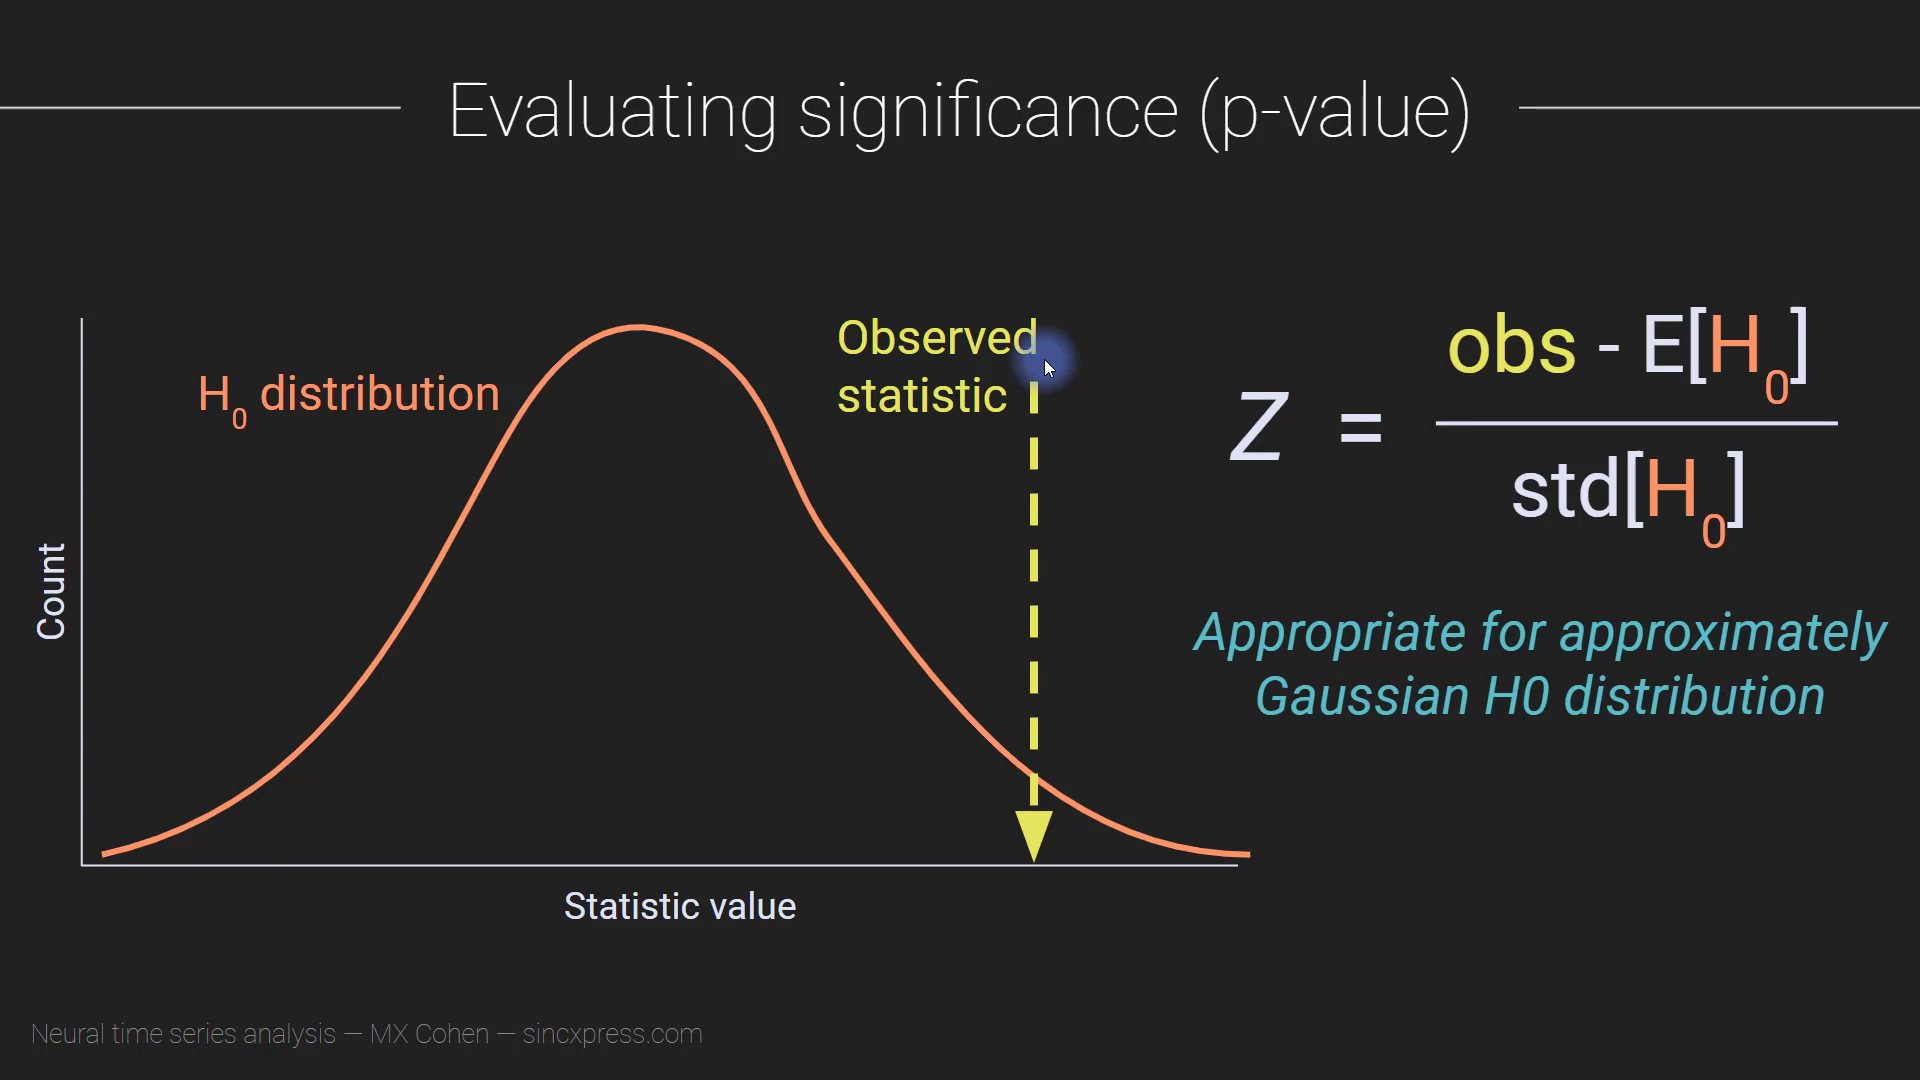 Evaluating significance (p-value)
H0 distribution
Observed
statistic
Count
Statistic value
Z = obs - E[H0]
std[H0]
Appropriate for approximately
Gaussian H0 distribution
Neural time series analysis — MX Cohen — sincxpress.com